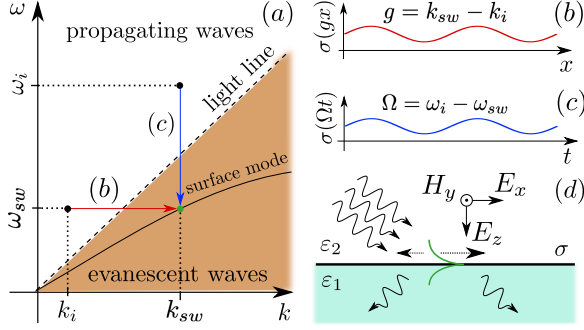 ω
(a)
propagating waves
ω_i
light line
(c)
surface mode
(b)
ω_sw
evanescent waves
k_i
k_sw
k
(b)
g = k_sw − k_i
σ(gx)
x
(c)
Ω = ω_i − ω_sw
σ(Ωt)
t
(d)
H_y
E_x
E_z
ε_2
σ
ε_1